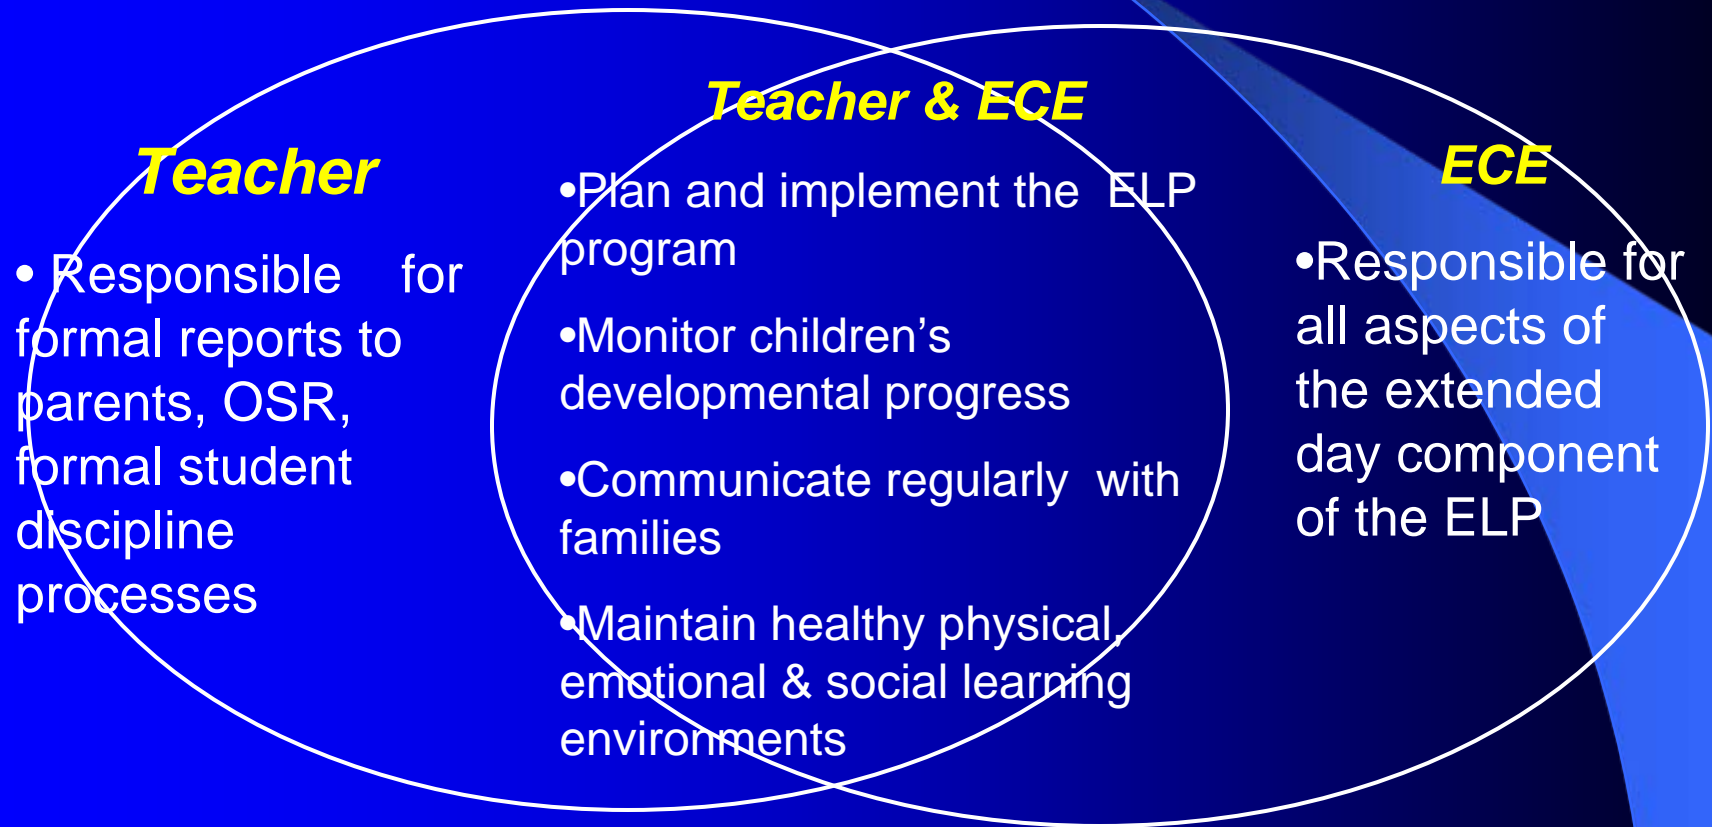 Teacher
• Responsible for
formal reports to
parents, OSR,
formal student
discipline
processes
Teacher & ECE
•Plan and implement the ELP
program
•Monitor children’s
developmental progress
•Communicate regularly with
families
•Maintain healthy physical,
emotional & social learning
environments
ECE
•Responsible for
all aspects of
the extended
day component
of the ELP